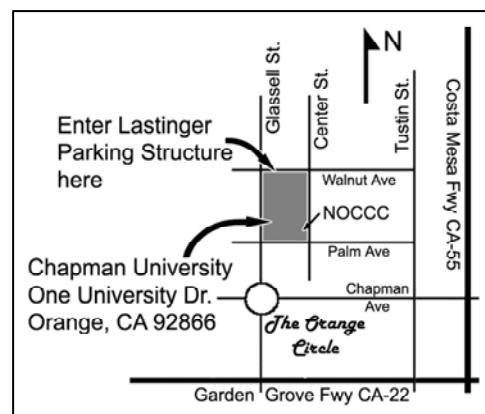 N
Glassell St.
Center St.
Tustin St.
Costa Mesa Fwy CA-55
Enter Lastinger
Parking Structure
here
Walnut Ave
NOCCC
Palm Ave
Chapman University
One University Dr.
Orange, CA 92866
Chapman
Ave
The Orange
Circle
Garden Grove Fwy CA-22